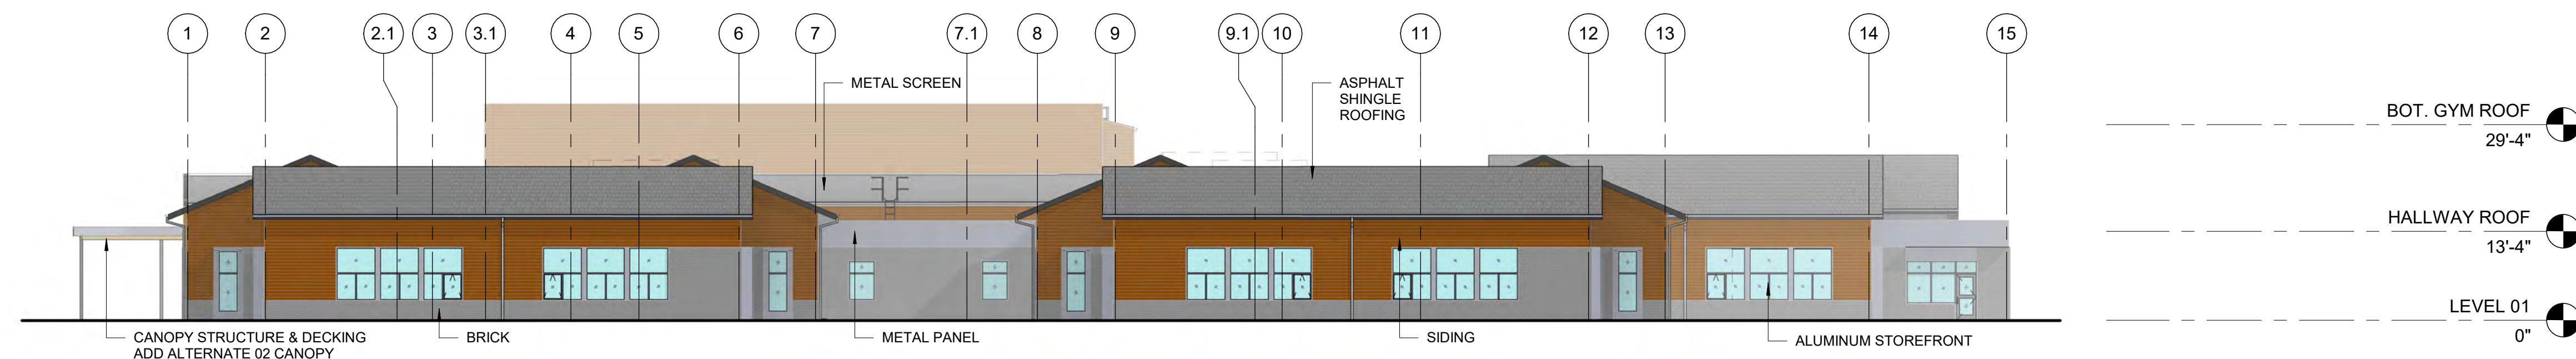 1
2
2.1
3
3.1
4
5
6
7
7.1
8
9
9.1
10
11
12
13
14
15
METAL SCREEN
ASPHALT
SHINGLE
ROOFING
BOT. GYM ROOF
29'-4"
HALLWAY ROOF
13'-4"
LEVEL 01
0"
CANOPY STRUCTURE & DECKING
ADD ALTERNATE 02 CANOPY
BRICK
METAL PANEL
SIDING
ALUMINUM STOREFRONT